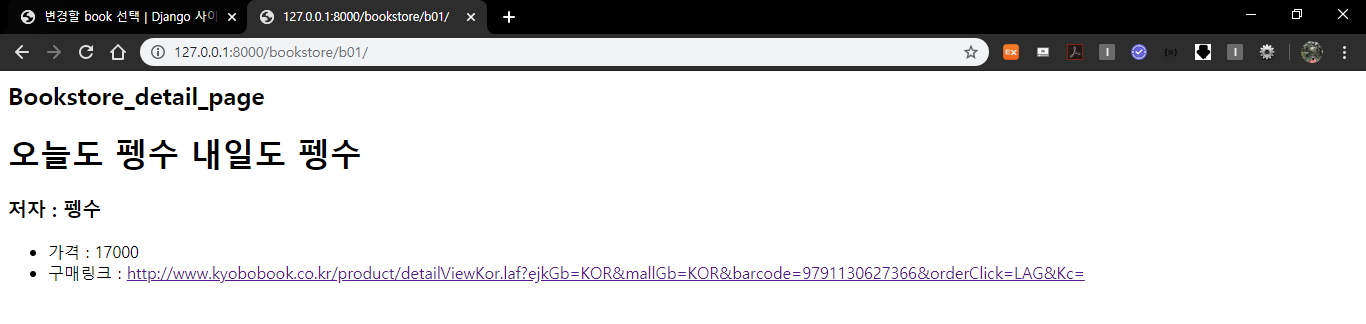 변경할 book 선택 | Django 사이
127.0.0.1:8000/bookstore/b01/
127.0.0.1:8000/bookstore/b01/
Bookstore_detail_page
오늘도 펭수 내일도 펭수
저자 : 펭수
가격 : 17000
구매링크 : http://www.kyobobook.co.kr/product/detailViewKor.laf?ejkGb=KOR&mallGb=KOR&barcode=9791130627366&orderClick=LAG&Kc=